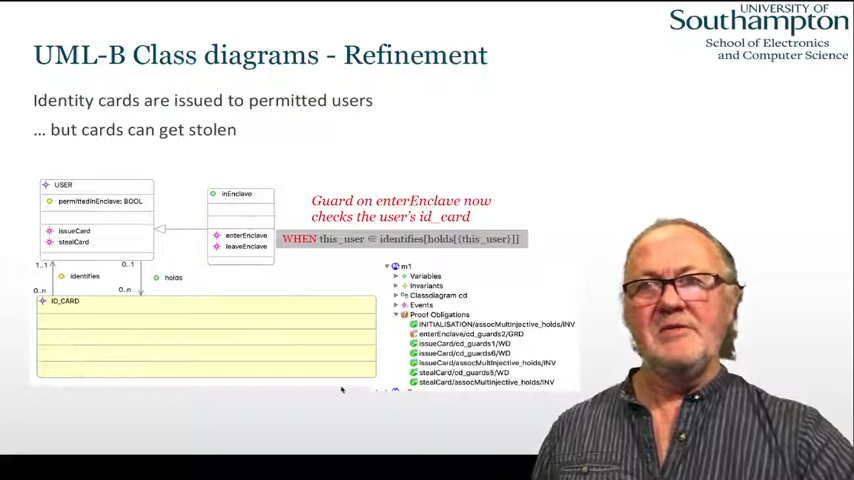 UNIVERSITY OF
Southampton
School of Electronics
and Computer Science
UML-B Class diagrams - Refinement
Identity cards are issued to permitted users
... but cards can get stolen
USER
permittedInEnclave: BOOL
issueCard
stealCard
inEnclave
enterEnclave
leaveEnclave
Guard on enterEnclave now
checks the user's id_card
WHEN this_user ∈ identifies[holds[{this_user}]]
1..1
identifies
0..n
0..1
holds
0..n
ID_CARD
m1
Variables
Invariants
Classdiagram cd
Events
Proof Obligations
INITIALISATION/assocMultInjective_holds/INV
enterEnclave/cd_guards2/GRD
issueCard/cd_guards1/WD
issueCard/cd_guards6/WD
issueCard/assocMultInjective_holds/INV
stealCard/cd_guards5/WD
stealCard/assocMultInjective_holds/INV